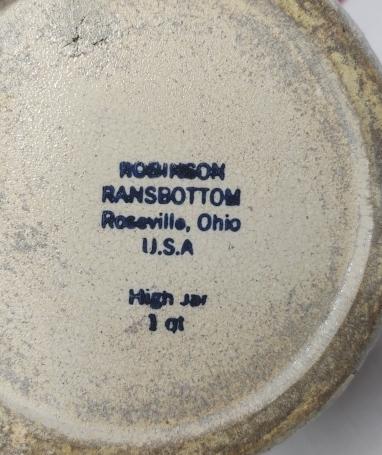 ROBINSON
RANSBOTTOM
Roseville, Ohio
U.S.A
High Jar
1 qt